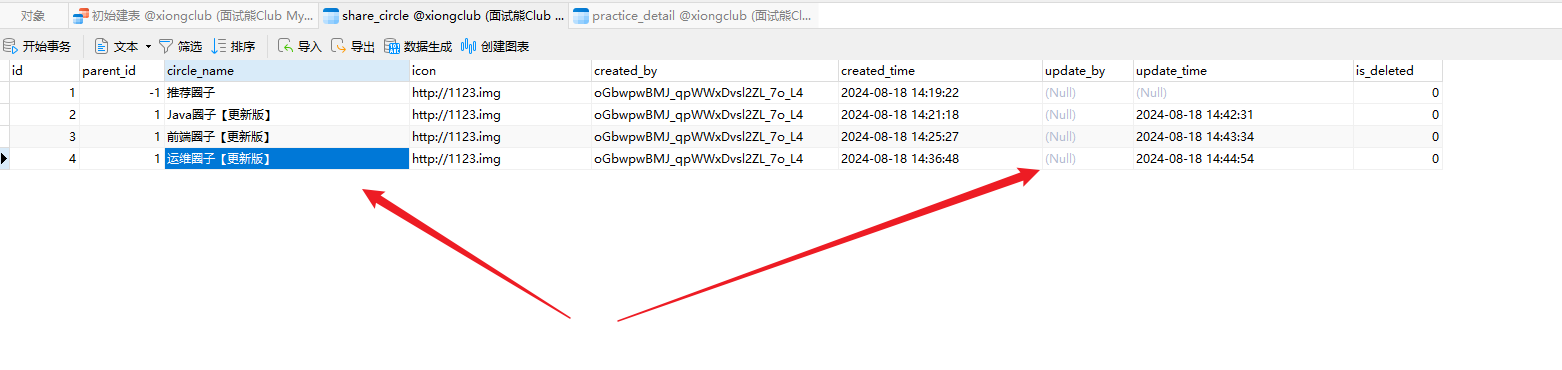 对象 初始建表 @xiongclub (面试熊Club My... share_circle @xiongclub (面试熊Club ... practice_detail @xiongclub (面试熊Cl...
开始事务 文本 筛选 排序 导入 导出 数据生成 创建图表
id parent_id circle_name icon created_by created_time update_by update_time is_deleted
1 -1 推荐圈子 http://1123.img oGbwpwBMJ_qpWWxDvsl2ZL_7o_L4 2024-08-18 14:19:22 (Null) (Null) 0
2 1 Java圈子【更新版】 http://1123.img oGbwpwBMJ_qpWWxDvsl2ZL_7o_L4 2024-08-18 14:21:18 (Null) 2024-08-18 14:42:31 0
3 1 前端圈子【更新版】 http://1123.img oGbwpwBMJ_qpWWxDvsl2ZL_7o_L4 2024-08-18 14:25:27 (Null) 2024-08-18 14:43:34 0
4 1 运维圈子【更新版】 http://1123.img oGbwpwBMJ_qpWWxDvsl2ZL_7o_L4 2024-08-18 14:36:48 (Null) 2024-08-18 14:44:54 0